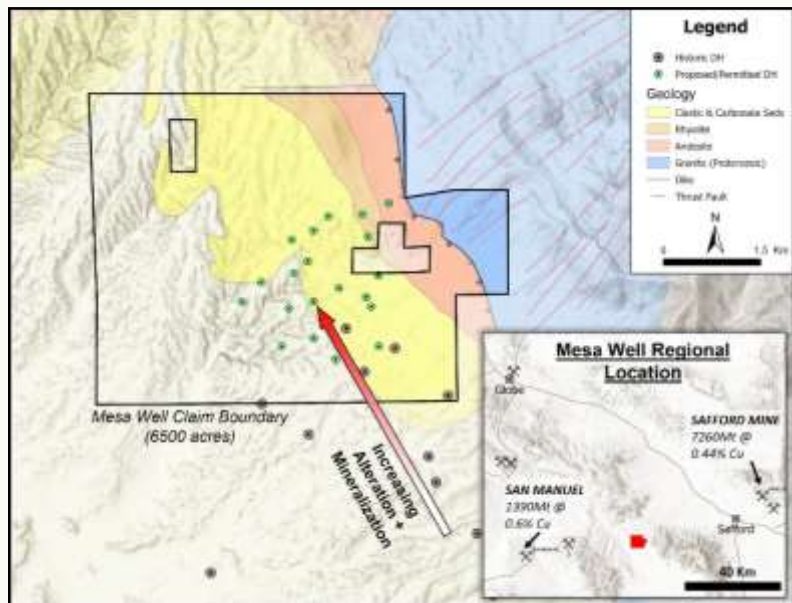 Legend
Historic DH
Proposed/Permitted DH
Geology
Clastic & Carbonate Seds
Rhyolite
Andesite
Granite (Proterozoic)
Dike
Thrust Fault
N
0 1.5 Km
Mesa Well Claim Boundary
(6500 acres)
Increasing
Alteration +
Mineralization
Mesa Well Regional
Location
Globe
SAFFORD MINE
7260Mt @
0.44% Cu
SAN MANUEL
1390Mt @
0.6% Cu
Safford
40 Km